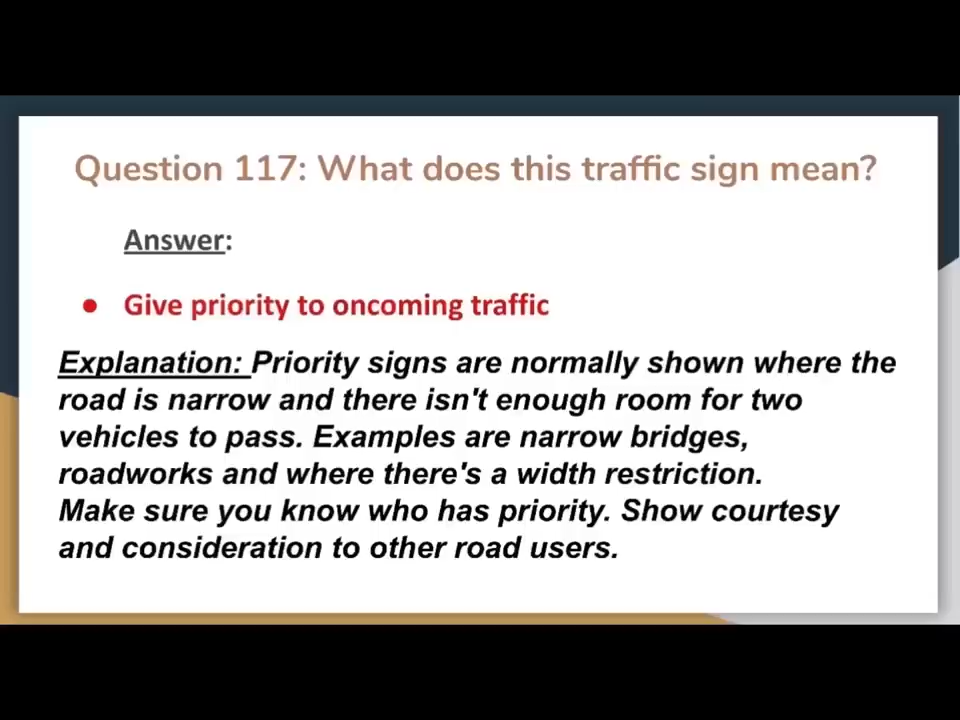 Question 117: What does this traffic sign mean?
Answer:
● Give priority to oncoming traffic
Explanation: Priority signs are normally shown where the
road is narrow and there isn't enough room for two
vehicles to pass. Examples are narrow bridges,
roadworks and where there's a width restriction.
Make sure you know who has priority. Show courtesy
and consideration to other road users.